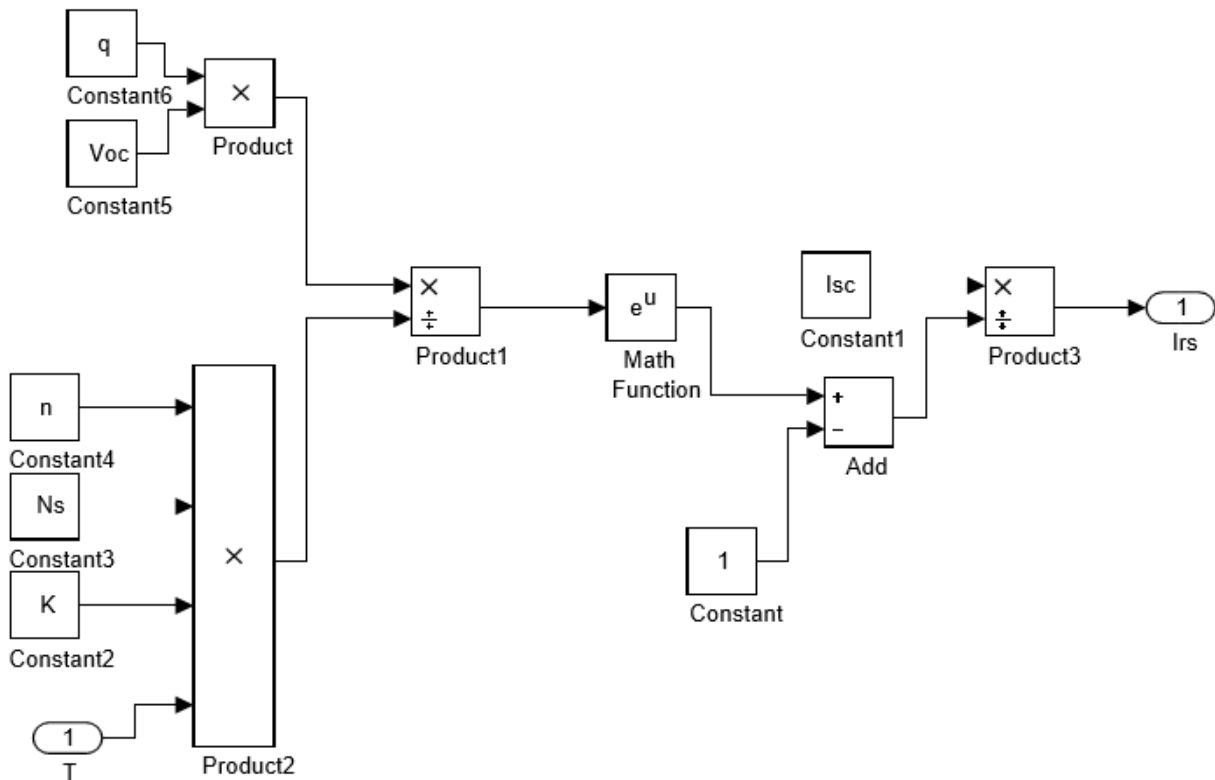 q
Constant6
×
Product
Voc
Constant5
×
÷
Product1
e^u
Math
Function
Isc
Constant1
×
÷
Product3
1
Irs
+
−
Add
n
Constant4
Ns
Constant3
K
Constant2
×
Product2
1
Constant
1
T